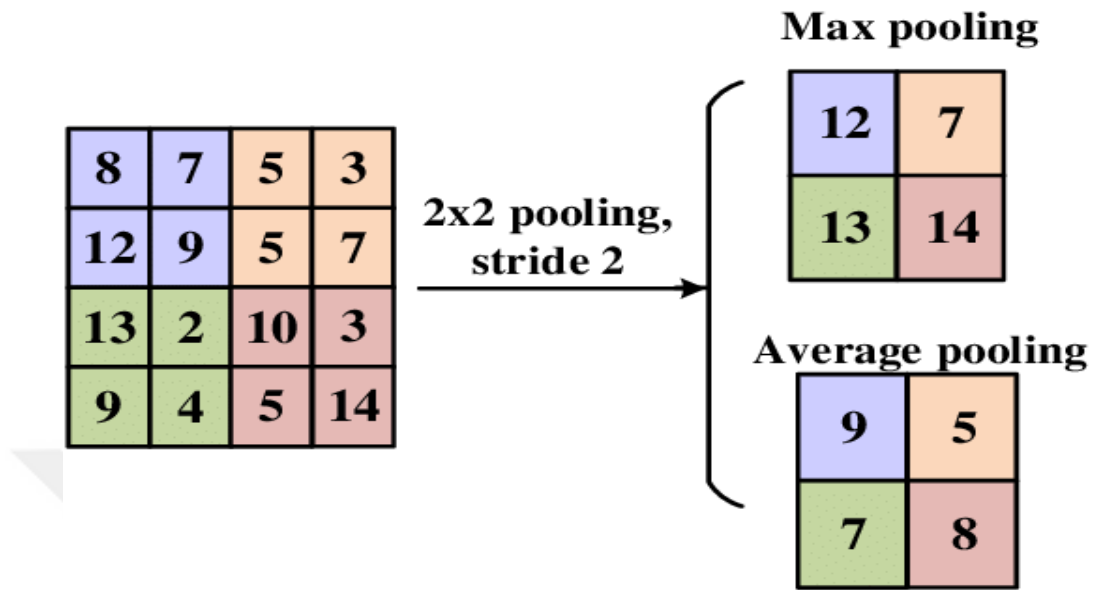 Max pooling
12 7
13 14
8 7 5 3
12 9 5 7
13 2 10 3
9 4 5 14
2x2 pooling,
stride 2
Average pooling
9 5
7 8